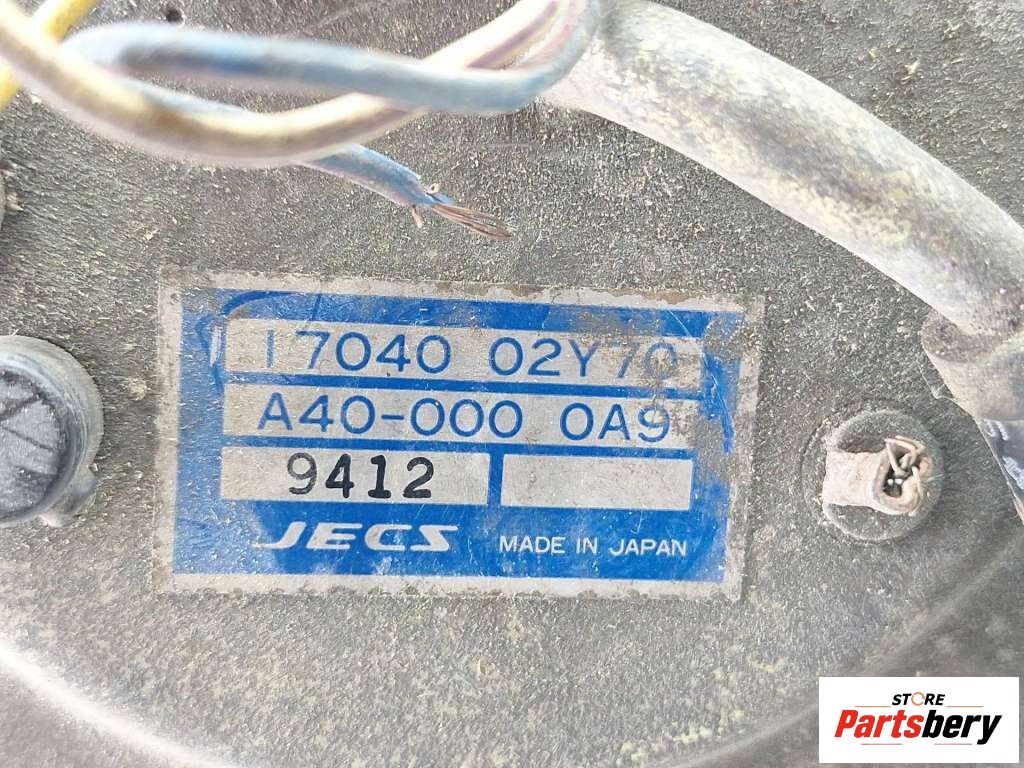 17040 02Y70
A40-000 0A9
9412
JECS MADE IN JAPAN
STORE
Partsbery